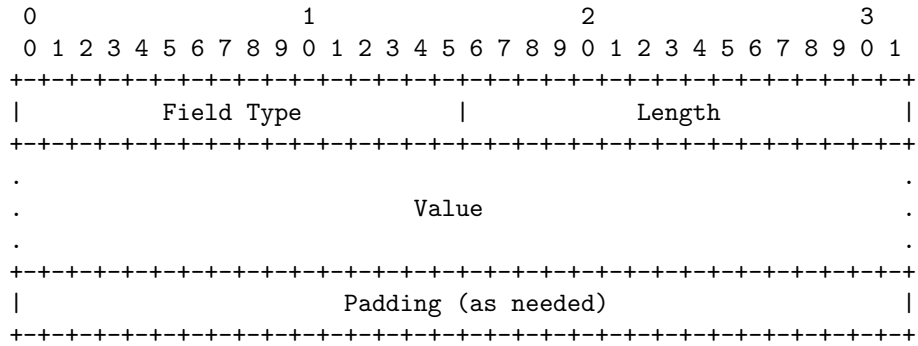 0                   1                   2                   3
0 1 2 3 4 5 6 7 8 9 0 1 2 3 4 5 6 7 8 9 0 1 2 3 4 5 6 7 8 9 0 1
+-+-+-+-+-+-+-+-+-+-+-+-+-+-+-+-+-+-+-+-+-+-+-+-+-+-+-+-+-+-+-+-+
|          Field Type           |            Length             |
+-+-+-+-+-+-+-+-+-+-+-+-+-+-+-+-+-+-+-+-+-+-+-+-+-+-+-+-+-+-+-+-+
.                                                               .
.                            Value                              .
.                                                               .
+-+-+-+-+-+-+-+-+-+-+-+-+-+-+-+-+-+-+-+-+-+-+-+-+-+-+-+-+-+-+-+-+
|                       Padding (as needed)                     |
+-+-+-+-+-+-+-+-+-+-+-+-+-+-+-+-+-+-+-+-+-+-+-+-+-+-+-+-+-+-+-+-+